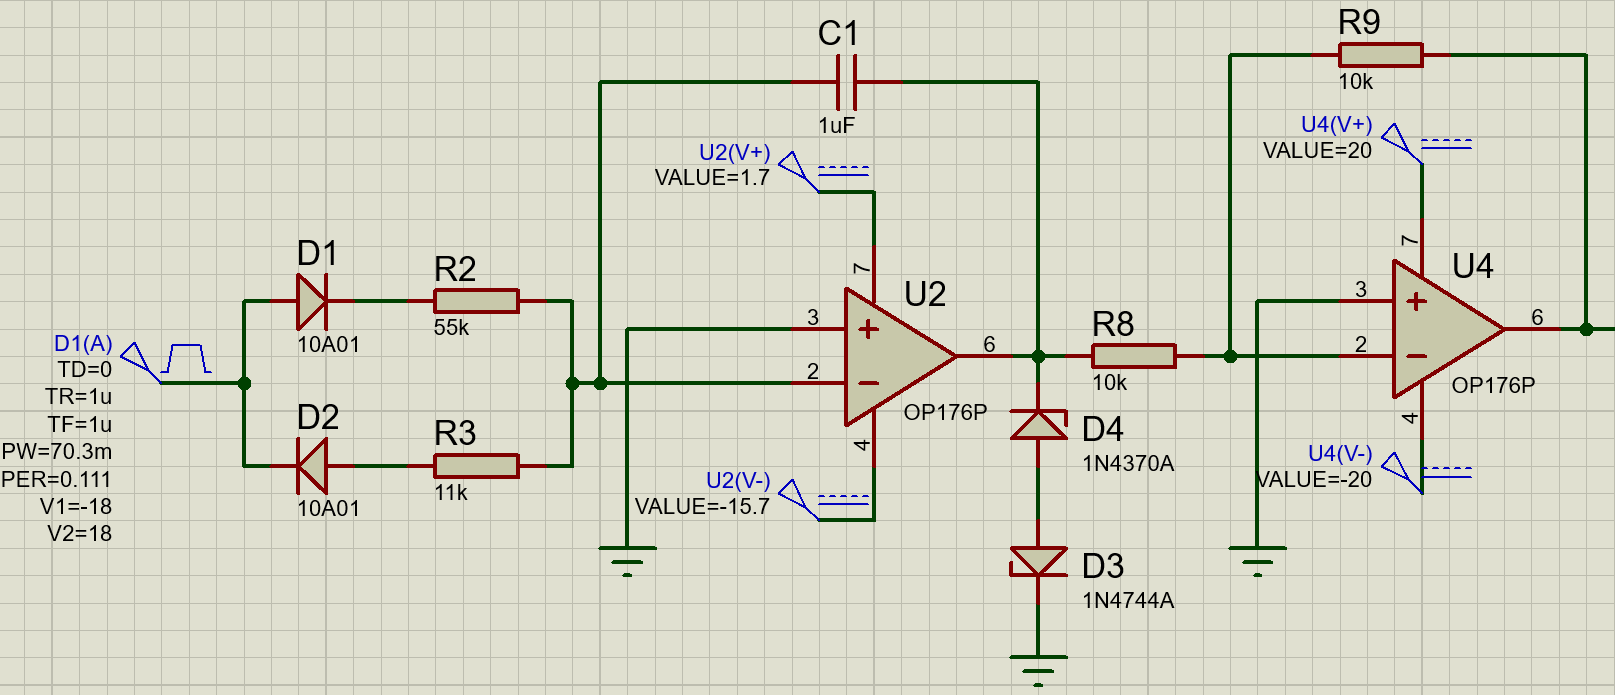 C1
1uF
R9
10k
U2(V+)
VALUE=1.7
U4(V+)
VALUE=20
D1
10A01
R2
55k
D1(A)
TD=0
TR=1u
TF=1u
PW=70.3m
PER=0.111
V1=-18
V2=18
D2
10A01
R3
11k
7
U2
3
2
6
4
OP176P
U2(V-)
VALUE=-15.7
R8
10k
D4
1N4370A
D3
1N4744A
7
U4
3
2
6
4
OP176P
U4(V-)
VALUE=-20